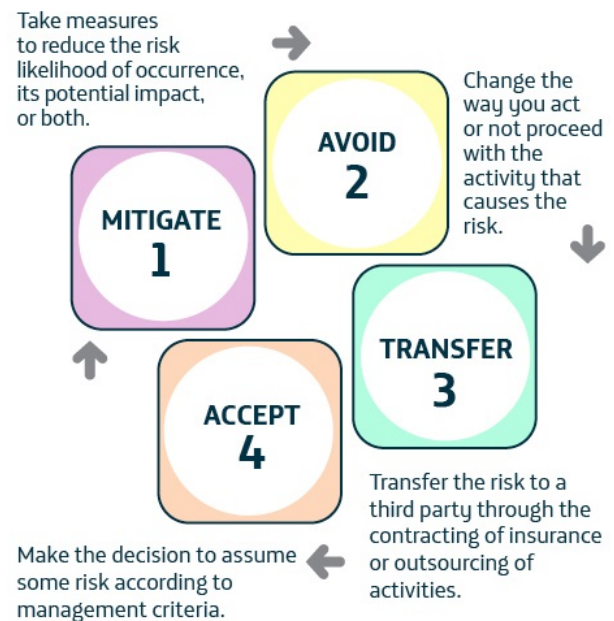 Take measures
to reduce the risk
likelihood of occurrence,
its potential impact,
or both.
MITIGATE
1
AVOID
2
Change the
way you act
or not proceed
with the
activity that
causes the
risk.
TRANSFER
3
Transfer the risk to a
third party through the
contracting of insurance
or outsourcing of
activities.
ACCEPT
4
Make the decision to assume
some risk according to
management criteria.